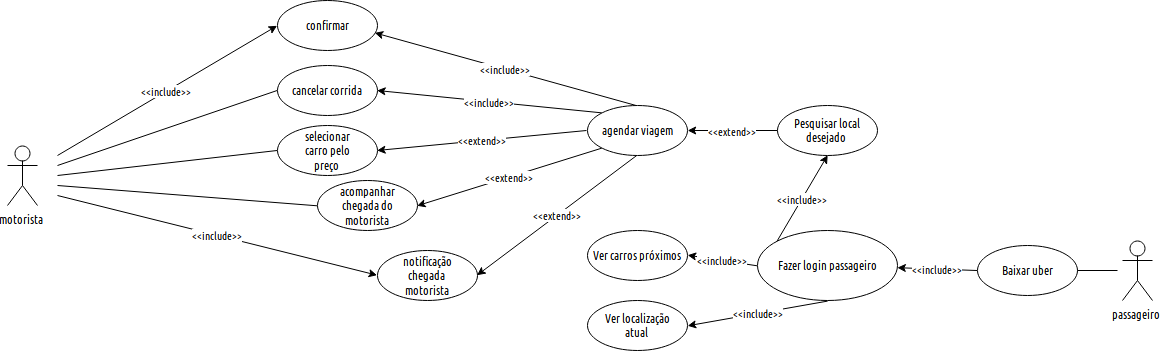 confirmar
<<include>>
<<include>>
cancelar corrida
<<include>>
agendar viagem
<<extend>>
Pesquisar local
desejado
selecionar
carro pelo
preço
<<extend>>
motorista
acompanhar
chegada do
motorista
<<extend>>
<<include>>
<<extend>>
<<include>>
notificação
chegada
motorista
Ver carros próximos
<<include>>
Fazer login passageiro
<<include>>
Baixar uber
passageiro
Ver localização
atual
<<include>>